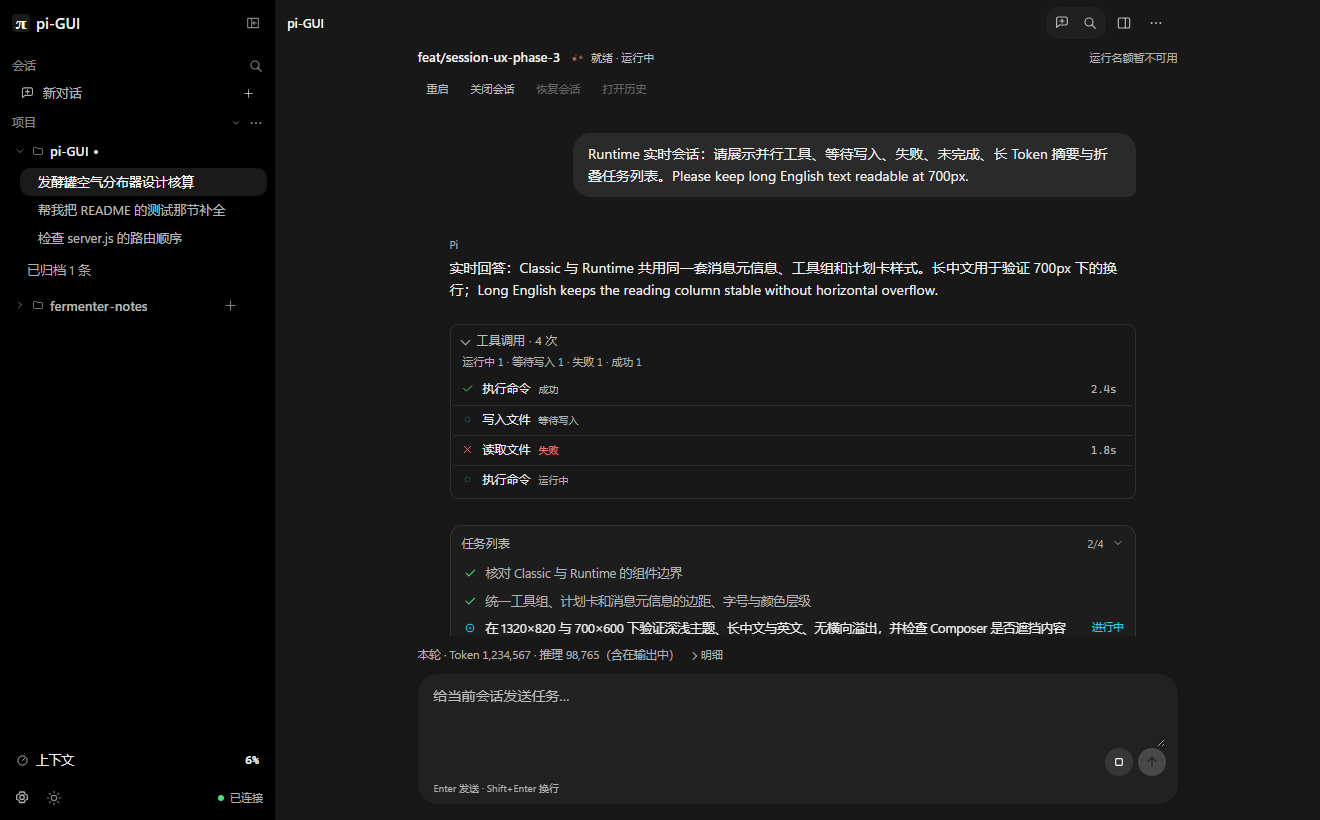 π pi-GUI
会话
新对话
项目
pi-GUI •
发酵罐空气分布器设计核算
帮我把 README 的测试那节补全
检查 server.js 的路由顺序
已归档 1 条
fermenter-notes
上下文 6%
已连接
pi-GUI
feat/session-ux-phase-3 就绪 · 运行中 运行名额暂不可用
重启 关闭会话 恢复会话 打开历史
Runtime 实时会话：请展示并行工具、等待写入、失败、未完成、长 Token 摘要与折
叠任务列表。Please keep long English text readable at 700px.
Pi
实时回答：Classic 与 Runtime 共用同一套消息元信息、工具组和计划卡样式。长中文用于验证 700px 下的换
行；Long English keeps the reading column stable without horizontal overflow.
工具调用 · 4 次
运行中 1 · 等待写入 1 · 失败 1 · 成功 1
执行命令 成功 2.4s
写入文件 等待写入
读取文件 失败 1.8s
执行命令 运行中
任务列表 2/4
核对 Classic 与 Runtime 的组件边界
统一工具组、计划卡和消息元信息的边距、字号与颜色层级
在 1320×820 与 700×600 下验证深浅主题、长中文与英文、无横向溢出，并检查 Composer 是否遮挡内容 进行中
本轮 · Token 1,234,567 · 推理 98,765（含在输出中） 明细
给当前会话发送任务...
Enter 发送 · Shift+Enter 换行